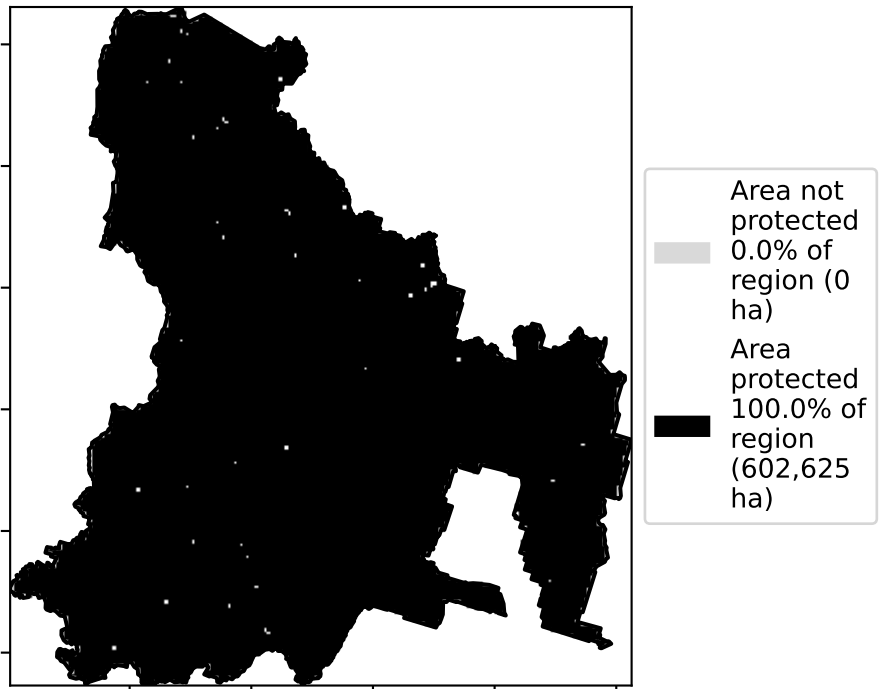 Area not
protected
0.0% of
region (0
ha)
Area
protected
100.0% of
region
(602,625
ha)